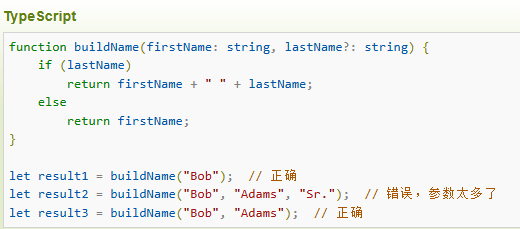 TypeScript
function buildName(firstName: string, lastName?: string) {
    if (lastName)
        return firstName + " " + lastName;
    else
        return firstName;
}
let result1 = buildName("Bob");  // 正确
let result2 = buildName("Bob", "Adams", "Sr.");  // 错误，参数太多了
let result3 = buildName("Bob", "Adams");  // 正确